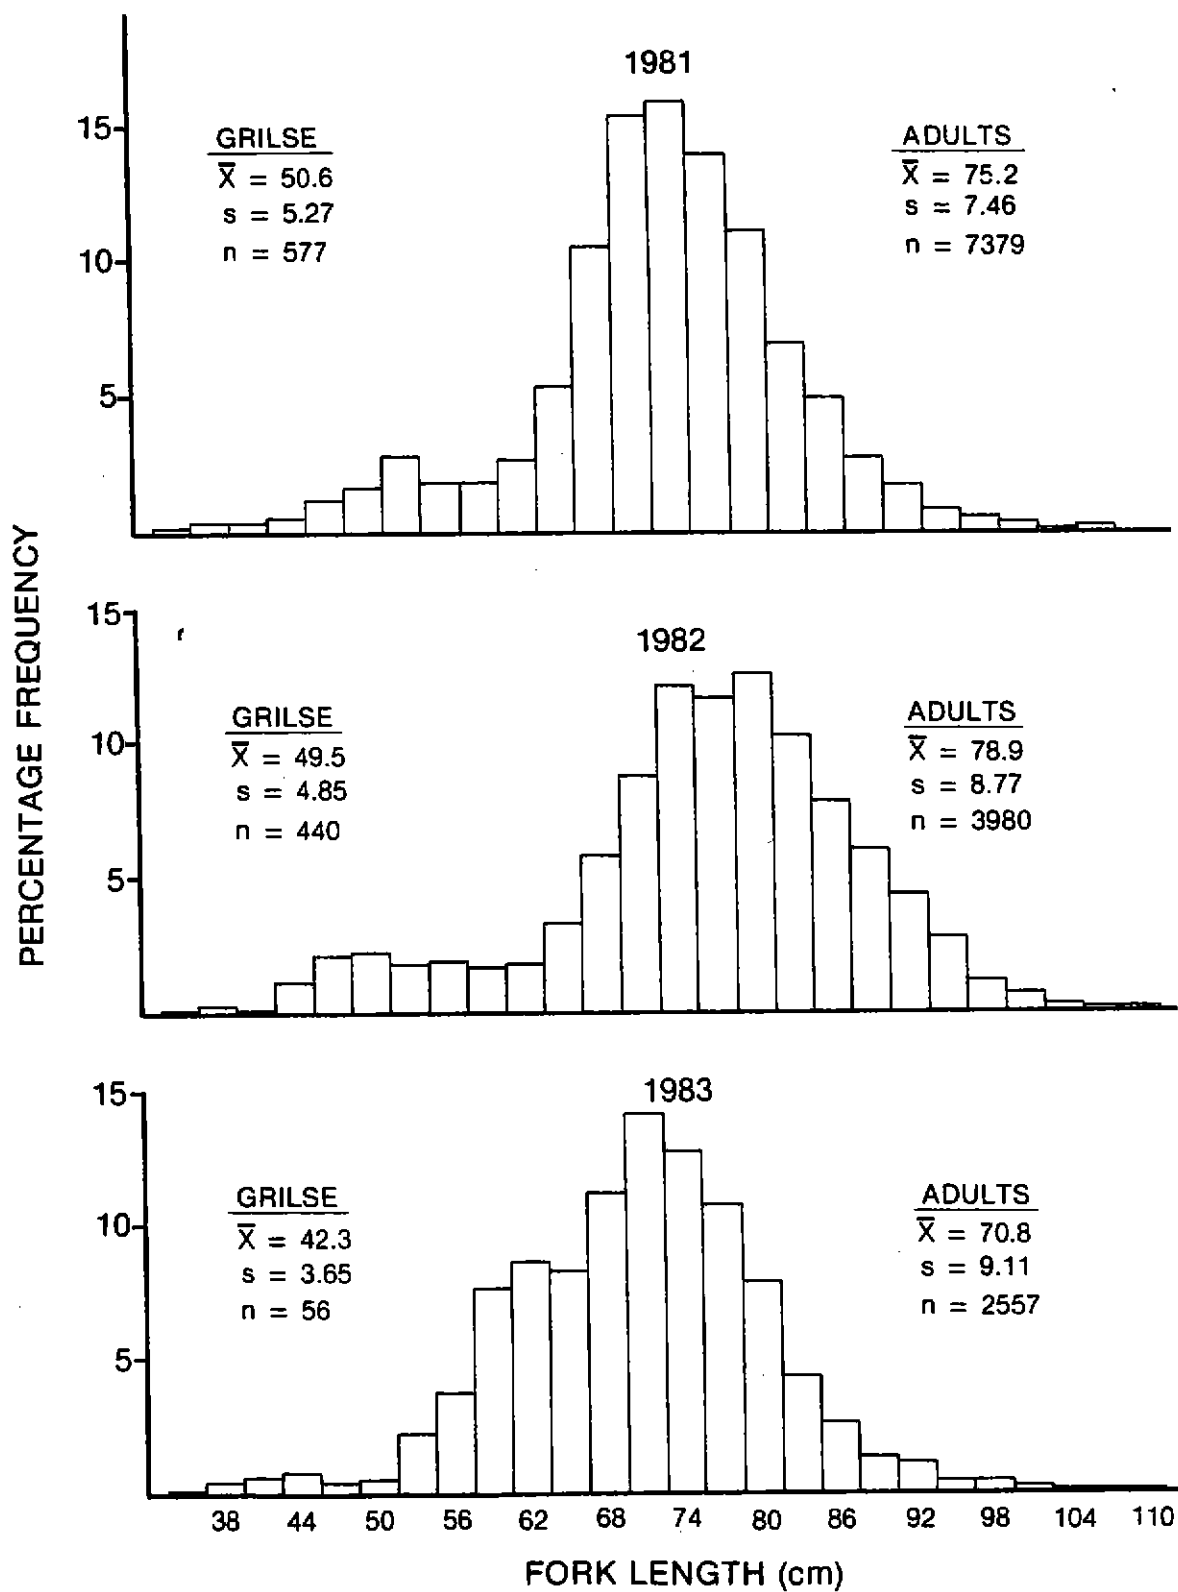 PERCENTAGE FREQUENCY
1981
15
10
5
GRILSE
X̄ = 50.6
s = 5.27
n = 577
ADULTS
X̄ = 75.2
s = 7.46
n = 7379
1982
15
10
5
GRILSE
X̄ = 49.5
s = 4.85
n = 440
ADULTS
X̄ = 78.9
s = 8.77
n = 3980
1983
15
10
5
GRILSE
X̄ = 42.3
s = 3.65
n = 56
ADULTS
X̄ = 70.8
s = 9.11
n = 2557
38 44 50 56 62 68 74 80 86 92 98 104 110
FORK LENGTH (cm)